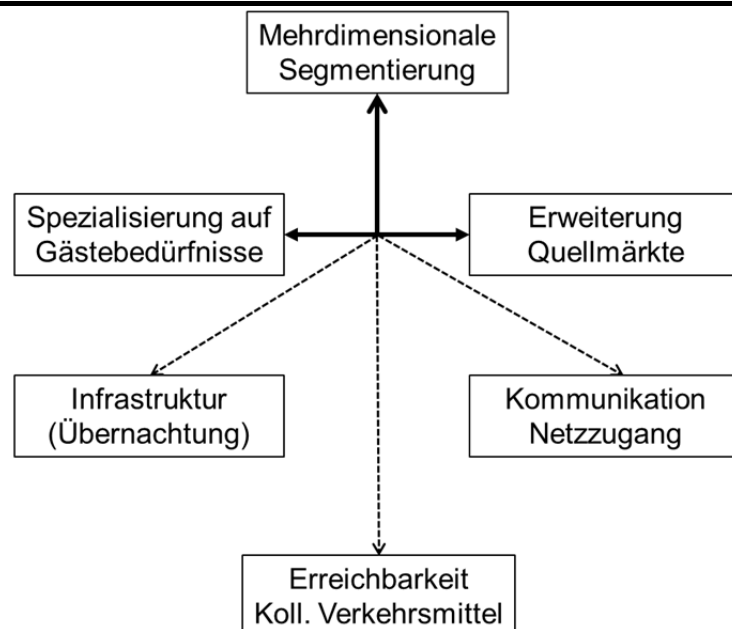 Mehrdimensionale
Segmentierung
Spezialisierung auf
Gästebedürfnisse
Erweiterung
Quellmärkte
Infrastruktur
(Übernachtung)
Kommunikation
Netzzugang
Erreichbarkeit
Koll. Verkehrsmittel